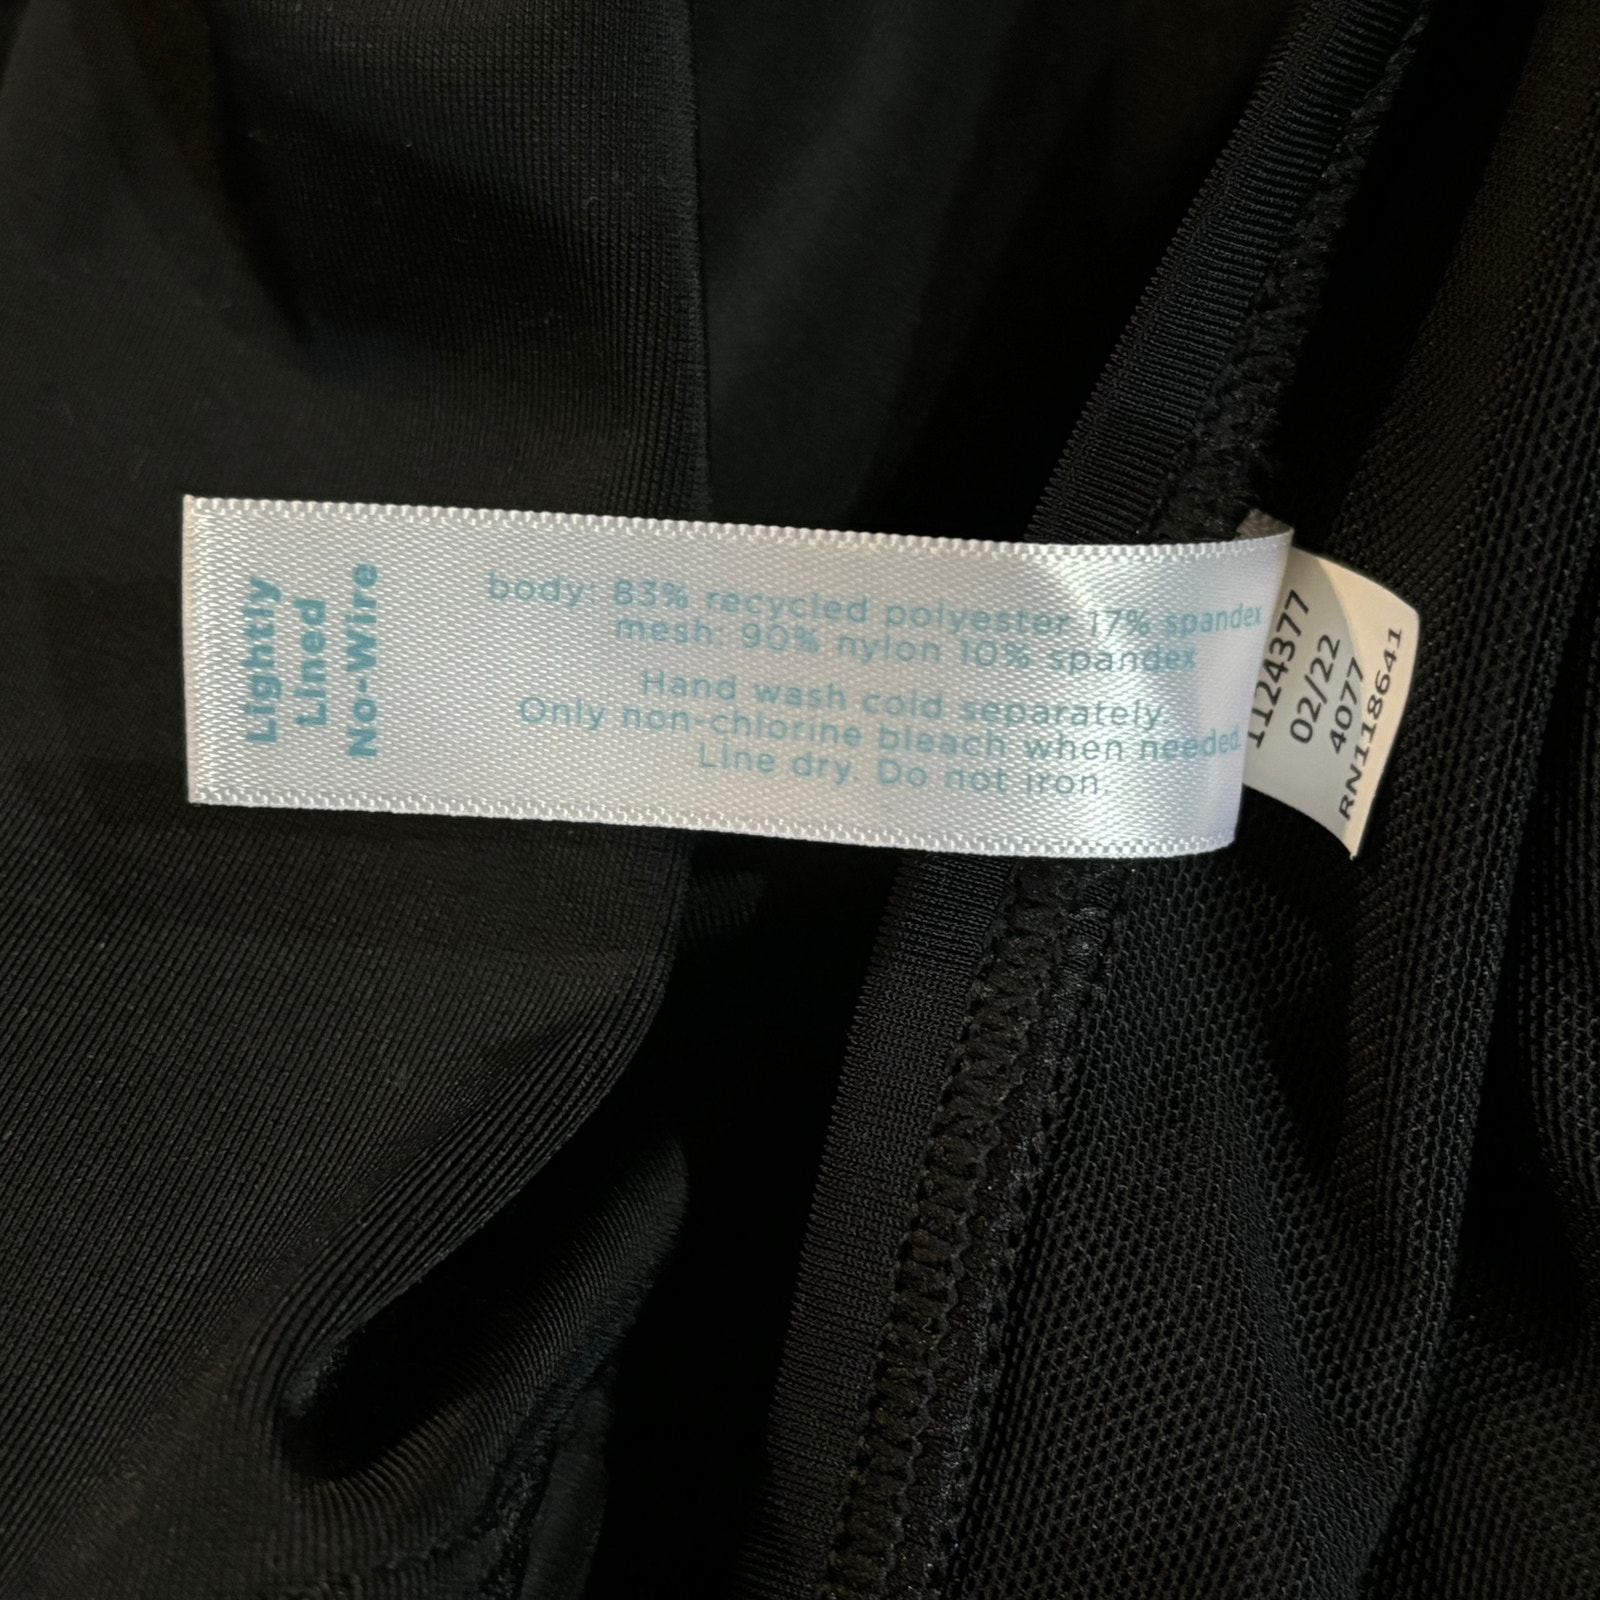 Lightly
Lined
No-Wire
body: 83% recycled polyester 17% spandex
mesh: 90% nylon 10% spandex
Hand wash cold separately.
Only non-chlorine bleach when needed.
Line dry. Do not iron.
1124377
02/22
4077
RN118641